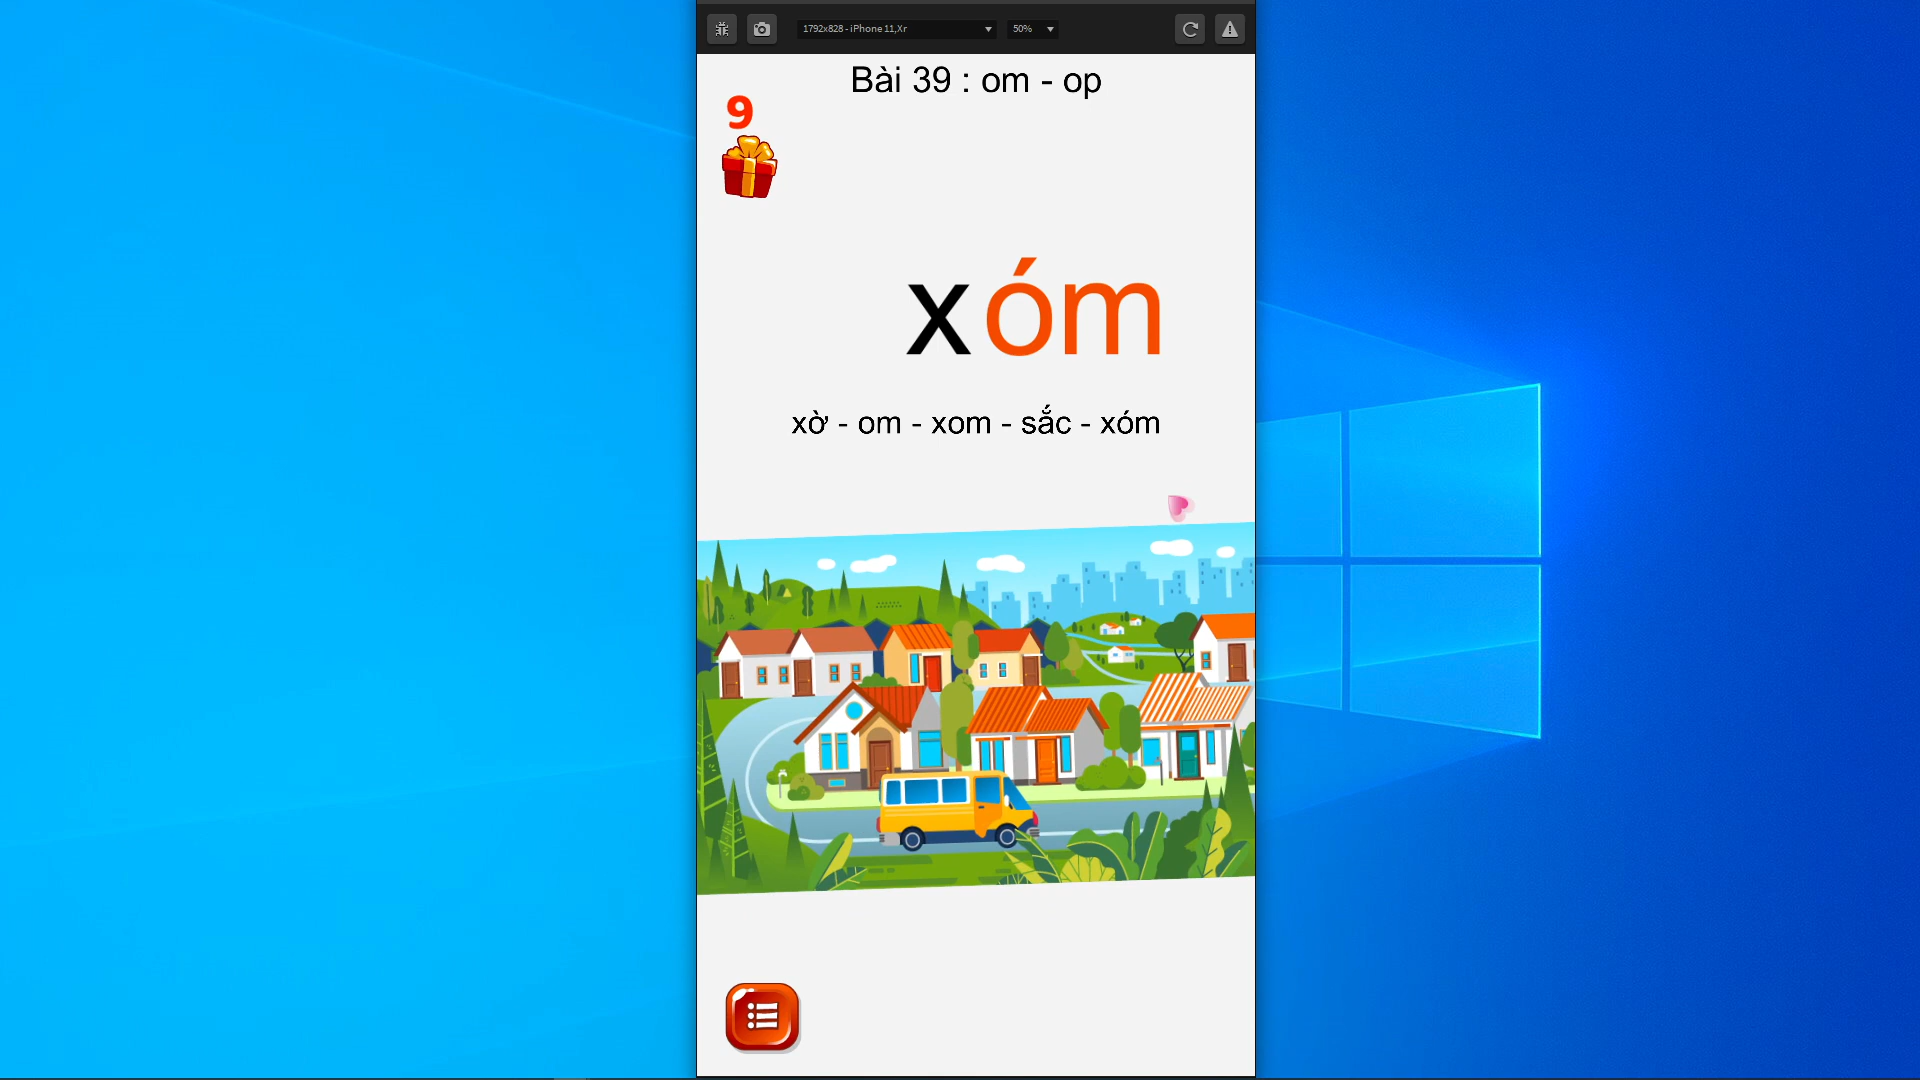 1792x828 - iPhone 11,Xr 50%
Bài 39 : om - op
9
xóm
xờ - om - xom - sắc - xóm